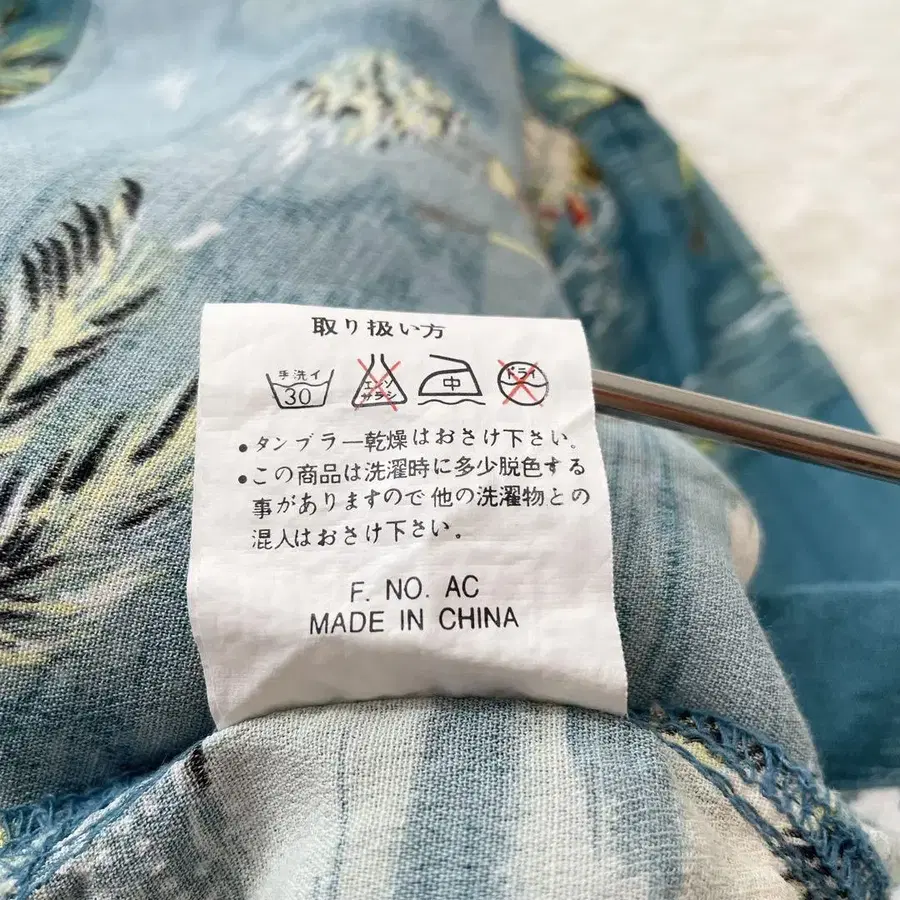 取り扱い方
手洗イ
30
エンソ
サラシ
中
ドライ
•タンブラー乾燥はおさけ下さい。
•この商品は洗濯時に多少脱色する
事がありますので他の洗濯物との
混入はおさけ下さい。
F. NO. AC
MADE IN CHINA